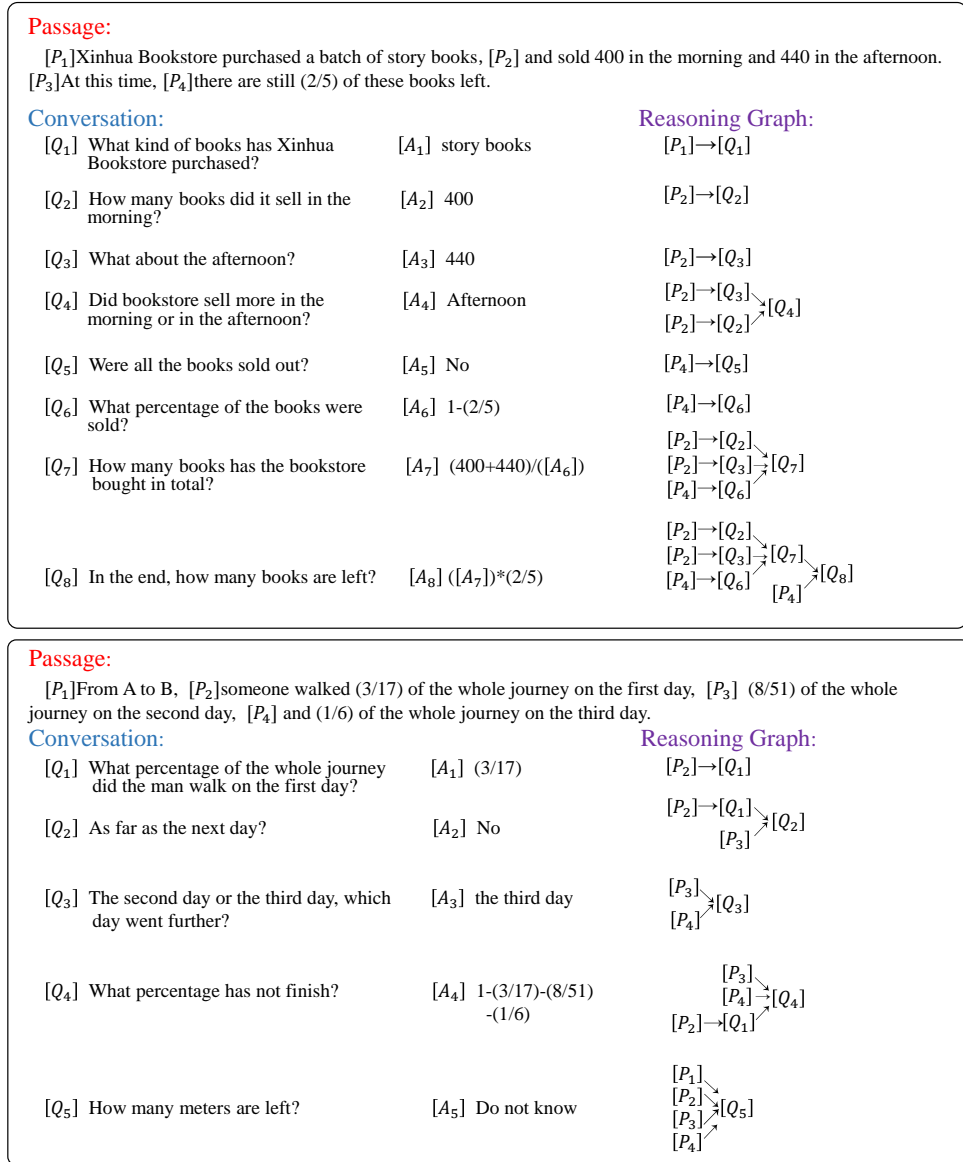 Passage:
[P₁]Xinhua Bookstore purchased a batch of story books, [P₂] and sold 400 in the morning and 440 in the afternoon.
[P₃]At this time, [P₄]there are still (2/5) of these books left.
Conversation: Reasoning Graph:
[Q₁] What kind of books has Xinhua [A₁] story books [P₁]→[Q₁]
Bookstore purchased?
[Q₂] How many books did it sell in the [A₂] 400 [P₂]→[Q₂]
morning?
[Q₃] What about the afternoon? [A₃] 440 [P₂]→[Q₃]
[Q₄] Did bookstore sell more in the [A₄] Afternoon [P₂]→[Q₃]↘[Q₄]
morning or in the afternoon? [P₂]→[Q₂]↗
[Q₅] Were all the books sold out? [A₅] No [P₄]→[Q₅]
[Q₆] What percentage of the books were [A₆] 1-(2/5) [P₄]→[Q₆]
sold?
[P₂]→[Q₂]↘
[Q₇] How many books has the bookstore [A₇] (400+440)/([A₆]) [P₂]→[Q₃]→[Q₇]
bought in total? [P₄]→[Q₆]↗
[P₂]→[Q₂]↘
[P₂]→[Q₃]→[Q₇]↘
[Q₈] In the end, how many books are left? [A₈] ([A₇])*(2/5) [P₄]→[Q₆]↗ [Q₈]
[P₄]↗
Passage:
[P₁]From A to B, [P₂]someone walked (3/17) of the whole journey on the first day, [P₃] (8/51) of the whole
journey on the second day, [P₄] and (1/6) of the whole journey on the third day.
Conversation: Reasoning Graph:
[Q₁] What percentage of the whole journey [A₁] (3/17) [P₂]→[Q₁]
did the man walk on the first day?
[P₂]→[Q₁]↘
[Q₂] As far as the next day? [A₂] No [Q₂]
[P₃]↗
[Q₃] The second day or the third day, which [A₃] the third day [P₃]↘[Q₃]
day went further? [P₄]↗
[P₃]↘
[Q₄] What percentage has not finish? [A₄] 1-(3/17)-(8/51) [P₄]→[Q₄]
-(1/6) [P₂]→[Q₁]↗
[P₁]↘
[P₂]↘
[Q₅] How many meters are left? [A₅] Do not know [Q₅]
[P₃]↗
[P₄]↗